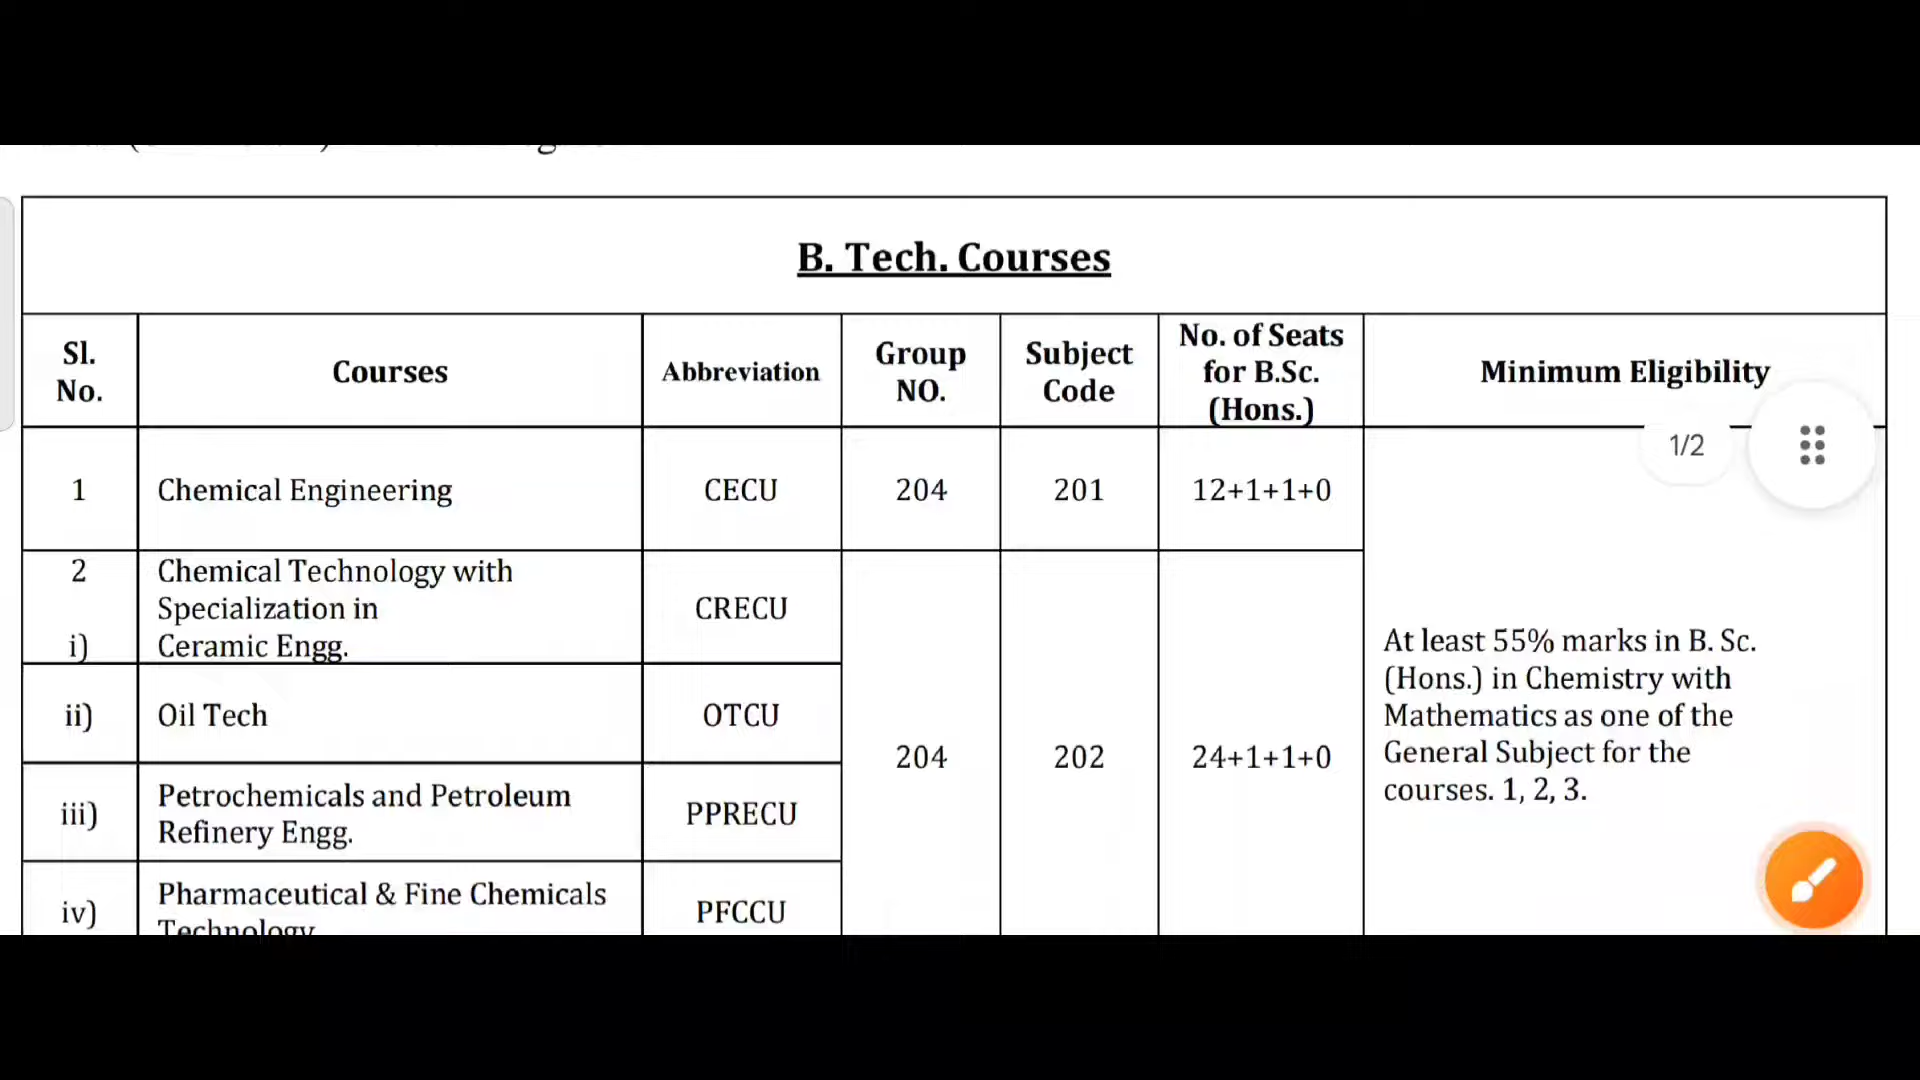 B. Tech. Courses
Sl.
No.
Courses
Abbreviation
Group
NO.
Subject
Code
No. of Seats
for B.Sc.
(Hons.)
Minimum Eligibility
1/2
1
Chemical Engineering
CECU
204
201
12+1+1+0
2
i)
Chemical Technology with
Specialization in
Ceramic Engg.
CRECU
ii)
Oil Tech
OTCU
iii)
Petrochemicals and Petroleum
Refinery Engg.
PPRECU
iv)
Pharmaceutical & Fine Chemicals
Technology
PFCCU
204
202
24+1+1+0
At least 55% marks in B. Sc.
(Hons.) in Chemistry with
Mathematics as one of the
General Subject for the
courses. 1, 2, 3.